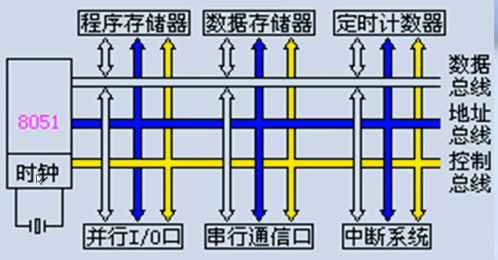 程序存储器 数据存储器 定时计数器
数据
总线
8051
地址
总线
控制
总线
时钟
并行I/O口 串行通信口 中断系统